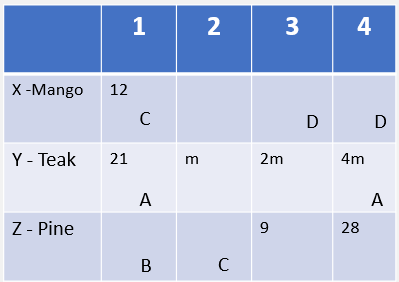 1 2 3 4
X -Mango 12
C D D
Y - Teak 21 m 2m 4m
A A
Z - Pine 9 28
B C